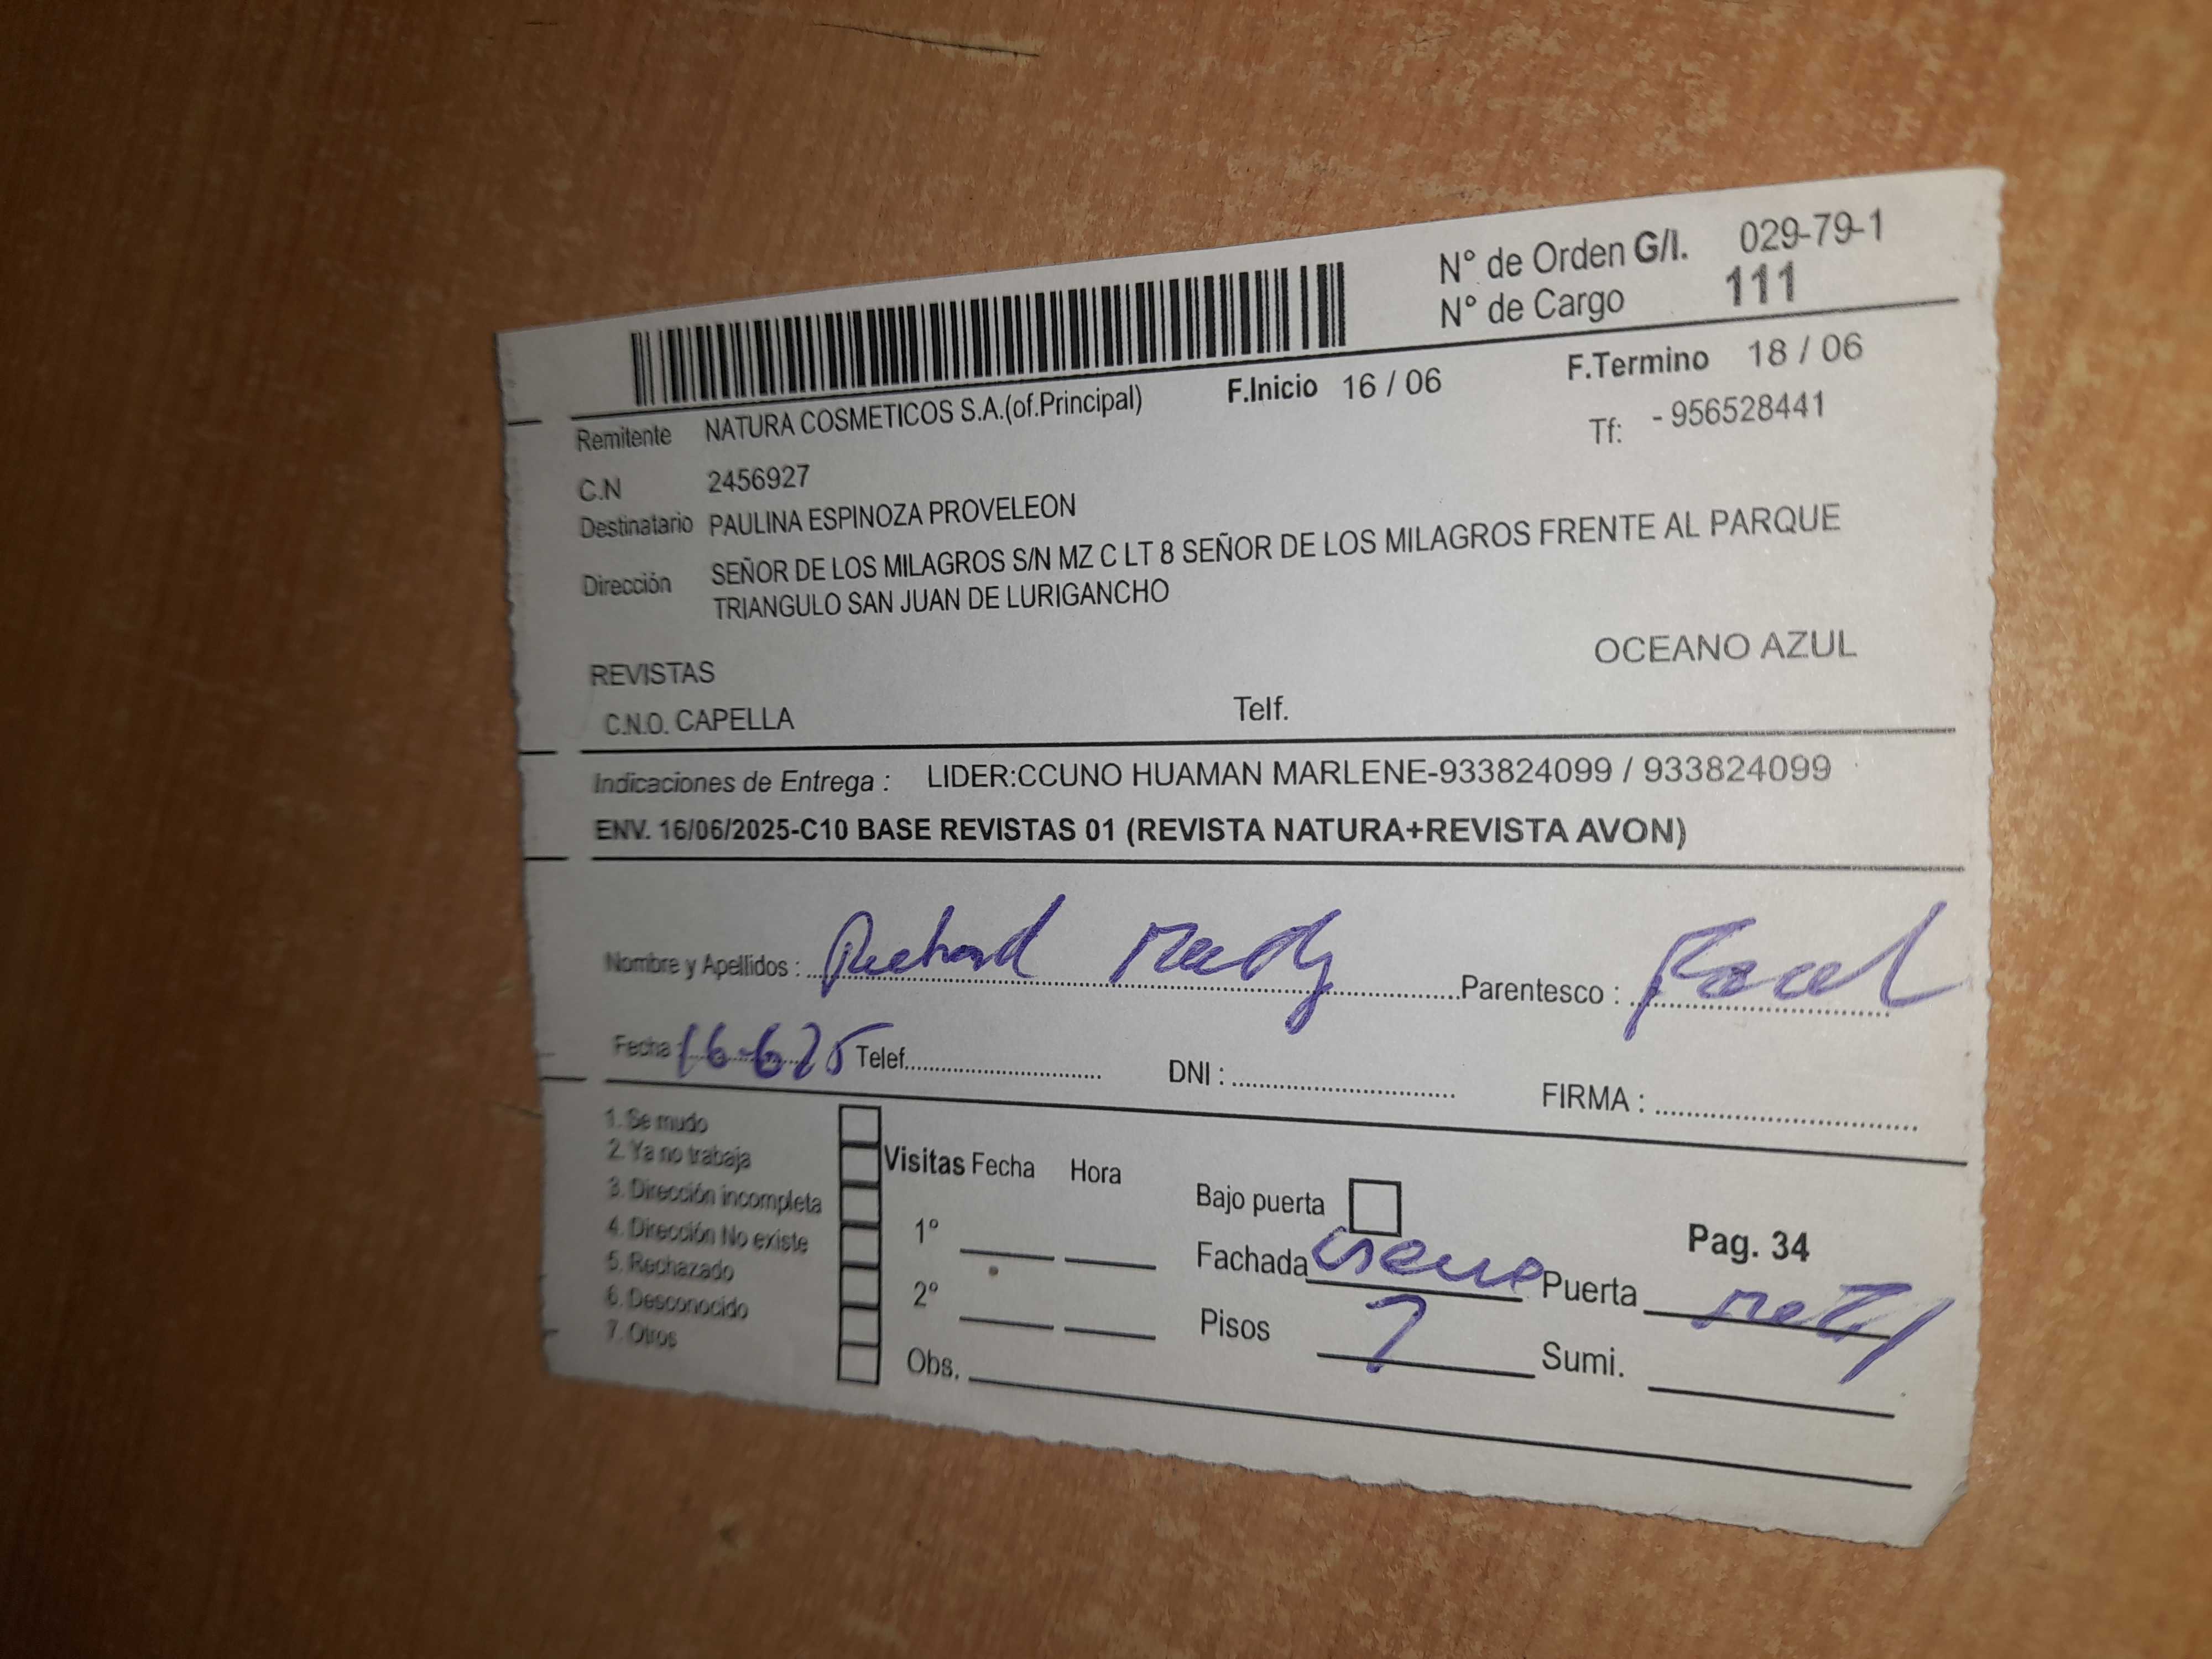 N° de Orden G/I. 029-79-1
N° de Cargo 111
F.Inicio 16 / 06 F.Termino 18 / 06
Remitente NATURA COSMETICOS S.A.(of.Principal) Tf: - 956528441
C.N 2456927
Destinatario PAULINA ESPINOZA PROVELEON
Dirección SEÑOR DE LOS MILAGROS S/N MZ C LT 8 SEÑOR DE LOS MILAGROS FRENTE AL PARQUE
TRIANGULO SAN JUAN DE LURIGANCHO
REVISTAS OCEANO AZUL
C.N.O. CAPELLA Telf.
Indicaciones de Entrega : LIDER:CCUNO HUAMAN MARLENE-933824099 / 933824099
ENV. 16/06/2025-C10 BASE REVISTAS 01 (REVISTA NATURA+REVISTA AVON)
Nombre y Apellidos : Richard Parentesco :
Fecha : 16-6-25 Telef. DNI : FIRMA :
1. Se mudo
2. Ya no trabaja Visitas Fecha Hora
3. Dirección incompleta Bajo puerta
4. Dirección No existe 1° Pag. 34
5. Rechazado Fachada Puerta
6. Desconocido 2° Pisos
7. Otros Obs. Sumi.